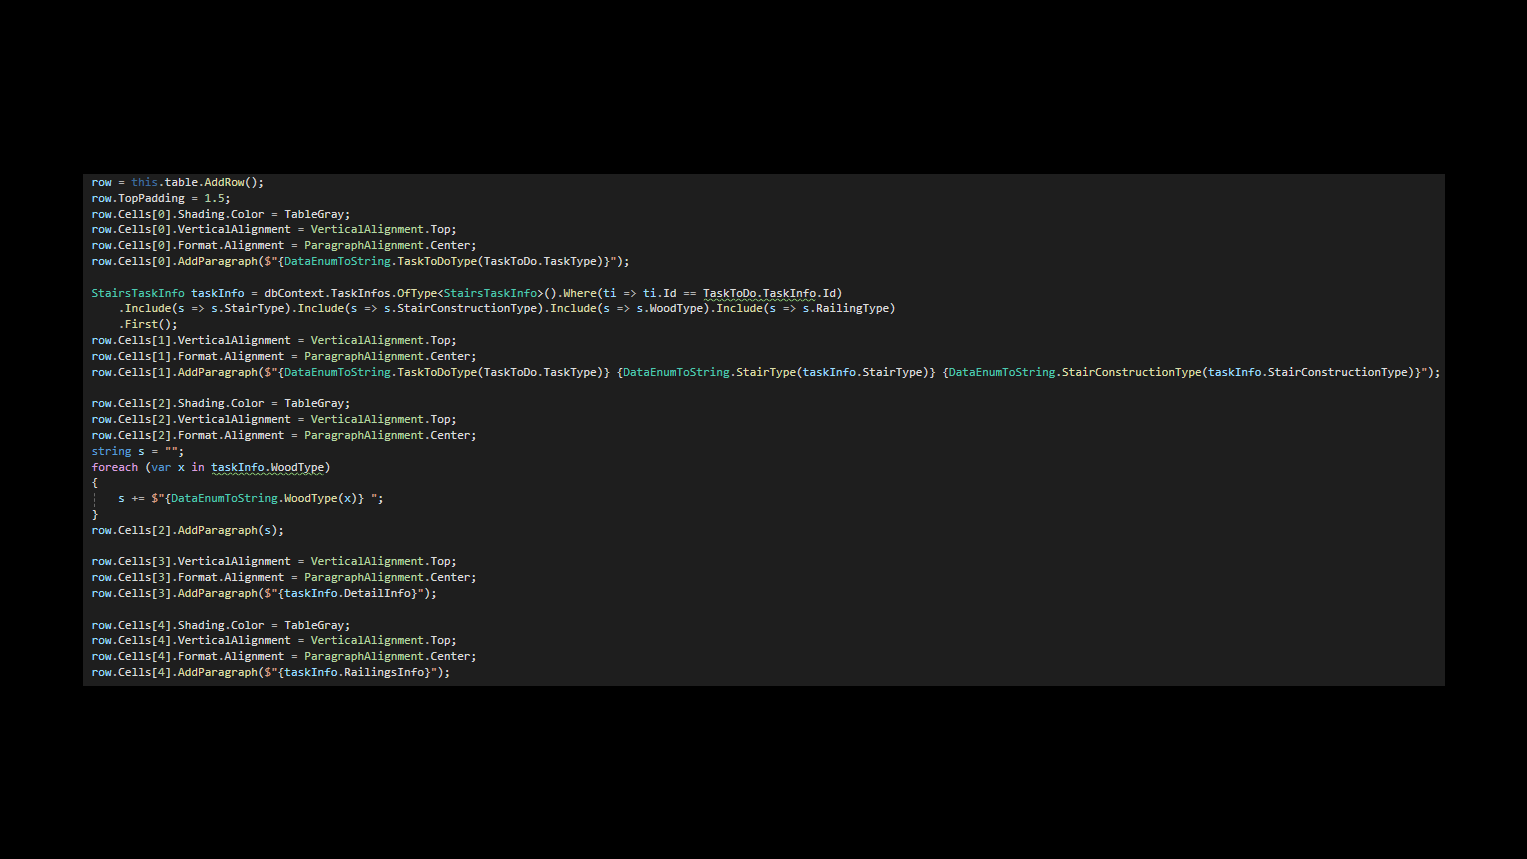 row = this.table.AddRow();
row.TopPadding = 1.5;
row.Cells[0].Shading.Color = TableGray;
row.Cells[0].VerticalAlignment = VerticalAlignment.Top;
row.Cells[0].Format.Alignment = ParagraphAlignment.Center;
row.Cells[0].AddParagraph($"{DataEnumToString.TaskToDoType(TaskToDo.TaskType)}");
StairsTaskInfo taskInfo = dbContext.TaskInfos.OfType<StairsTaskInfo>().Where(ti => ti.Id == TaskToDo.TaskInfo.Id)
.Include(s => s.StairType).Include(s => s.StairConstructionType).Include(s => s.WoodType).Include(s => s.RailingType)
.First();
row.Cells[1].VerticalAlignment = VerticalAlignment.Top;
row.Cells[1].Format.Alignment = ParagraphAlignment.Center;
row.Cells[1].AddParagraph($"{DataEnumToString.TaskToDoType(TaskToDo.TaskType)} {DataEnumToString.StairType(taskInfo.StairType)} {DataEnumToString.StairConstructionType(taskInfo.StairConstructionType)}");
row.Cells[2].Shading.Color = TableGray;
row.Cells[2].VerticalAlignment = VerticalAlignment.Top;
row.Cells[2].Format.Alignment = ParagraphAlignment.Center;
string s = "";
foreach (var x in taskInfo.WoodType)
{
s += $"{DataEnumToString.WoodType(x)} ";
}
row.Cells[2].AddParagraph(s);
row.Cells[3].VerticalAlignment = VerticalAlignment.Top;
row.Cells[3].Format.Alignment = ParagraphAlignment.Center;
row.Cells[3].AddParagraph($"{taskInfo.DetailInfo}");
row.Cells[4].Shading.Color = TableGray;
row.Cells[4].VerticalAlignment = VerticalAlignment.Top;
row.Cells[4].Format.Alignment = ParagraphAlignment.Center;
row.Cells[4].AddParagraph($"{taskInfo.RailingsInfo}");